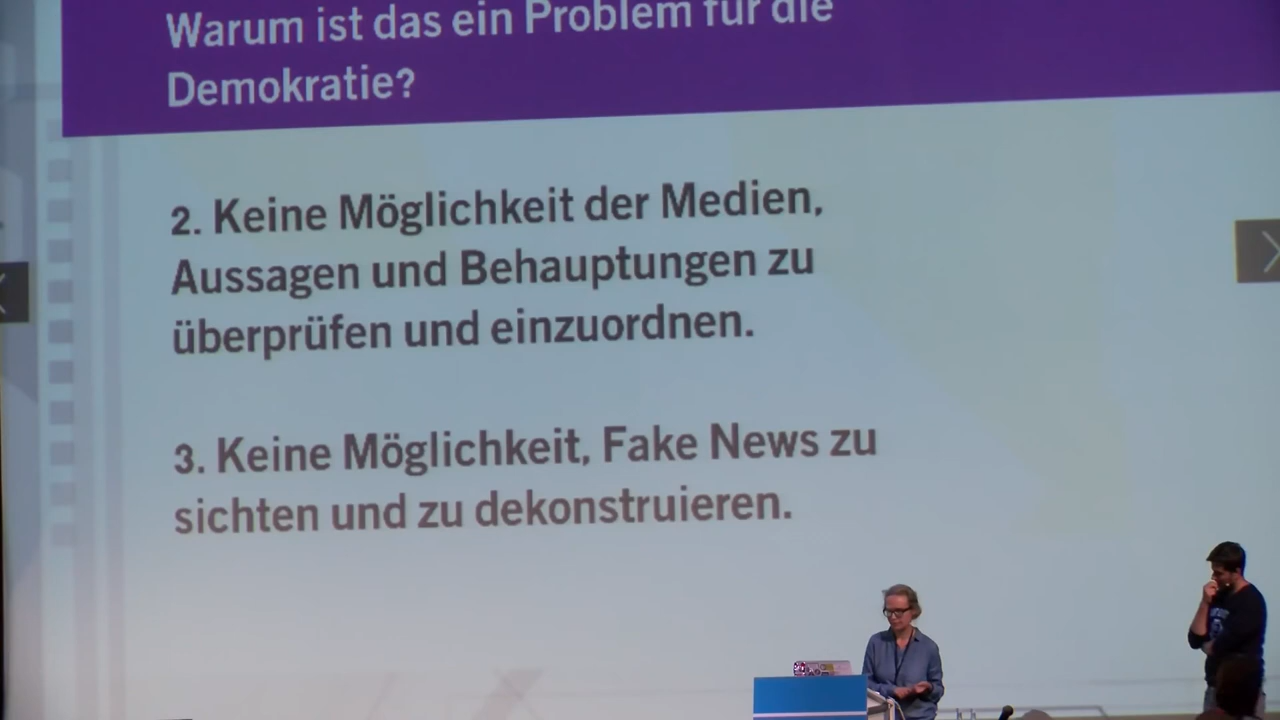 Warum ist das ein Problem für die
Demokratie?
2. Keine Möglichkeit der Medien,
Aussagen und Behauptungen zu
überprüfen und einzuordnen.
3. Keine Möglichkeit, Fake News zu
sichten und zu dekonstruieren.